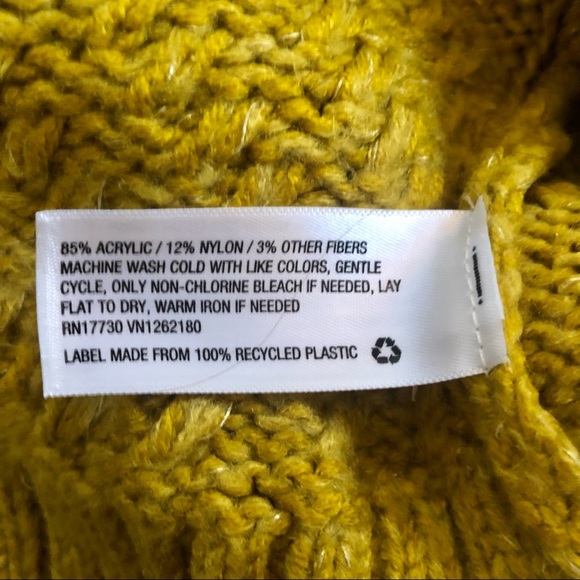 85% ACRYLIC / 12% NYLON / 3% OTHER FIBERS
MACHINE WASH COLD WITH LIKE COLORS, GENTLE
CYCLE, ONLY NON-CHLORINE BLEACH IF NEEDED, LAY
FLAT TO DRY, WARM IRON IF NEEDED
RN17730 VN1262180
LABEL MADE FROM 100% RECYCLED PLASTIC